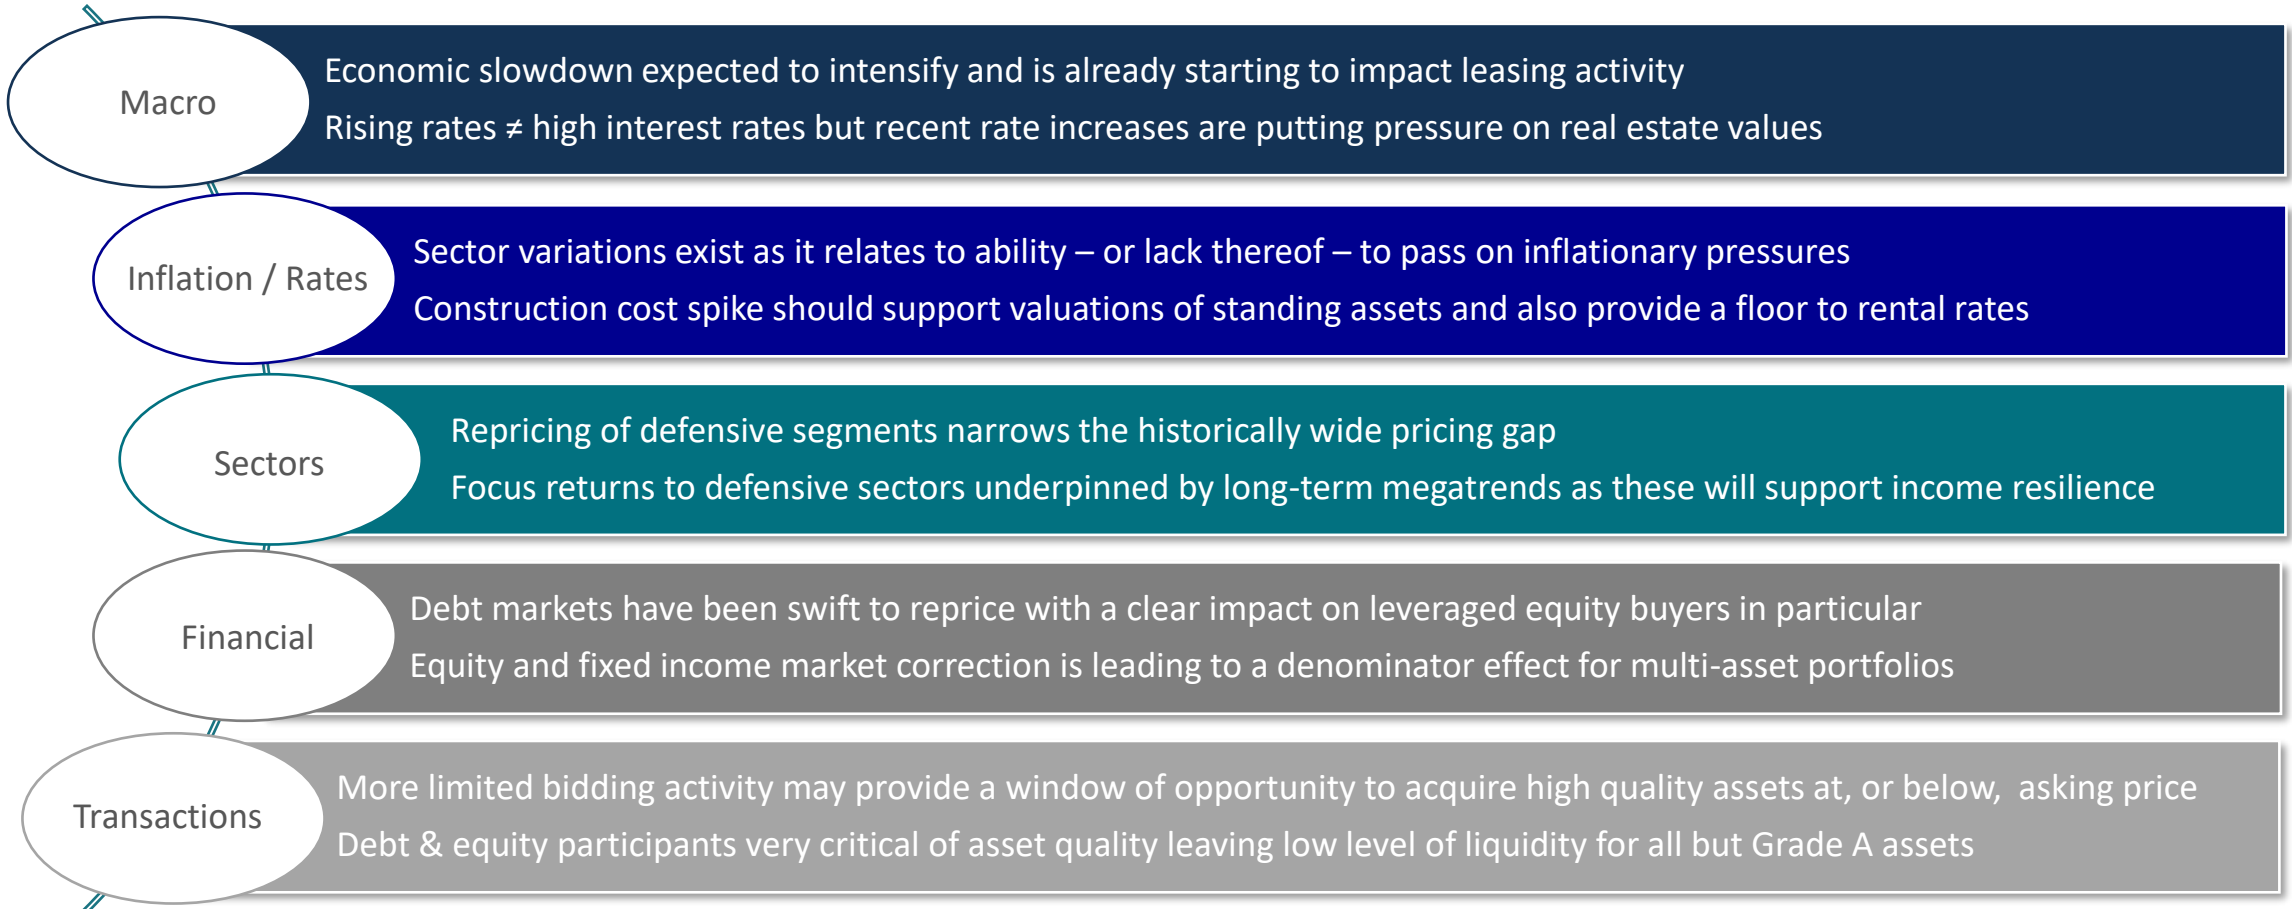 Macro
Economic slowdown expected to intensify and is already starting to impact leasing activity
Rising rates ≠ high interest rates but recent rate increases are putting pressure on real estate values
Inflation / Rates
Sector variations exist as it relates to ability – or lack thereof – to pass on inflationary pressures
Construction cost spike should support valuations of standing assets and also provide a floor to rental rates
Sectors
Repricing of defensive segments narrows the historically wide pricing gap
Focus returns to defensive sectors underpinned by long-term megatrends as these will support income resilience
Financial
Debt markets have been swift to reprice with a clear impact on leveraged equity buyers in particular
Equity and fixed income market correction is leading to a denominator effect for multi-asset portfolios
Transactions
More limited bidding activity may provide a window of opportunity to acquire high quality assets at, or below,  asking price
Debt & equity participants very critical of asset quality leaving low level of liquidity for all but Grade A assets